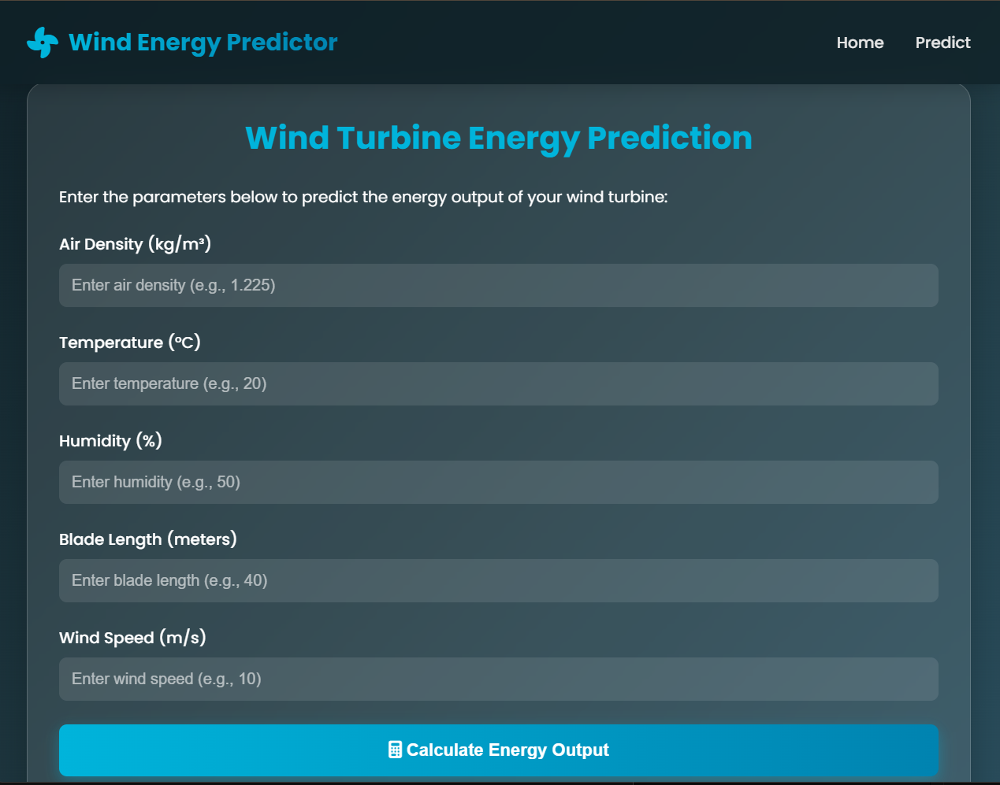 Wind Energy Predictor
Home
Predict
Wind Turbine Energy Prediction
Enter the parameters below to predict the energy output of your wind turbine:
Air Density (kg/m³)
Enter air density (e.g., 1.225)
Temperature (°C)
Enter temperature (e.g., 20)
Humidity (%)
Enter humidity (e.g., 50)
Blade Length (meters)
Enter blade length (e.g., 40)
Wind Speed (m/s)
Enter wind speed (e.g., 10)
Calculate Energy Output